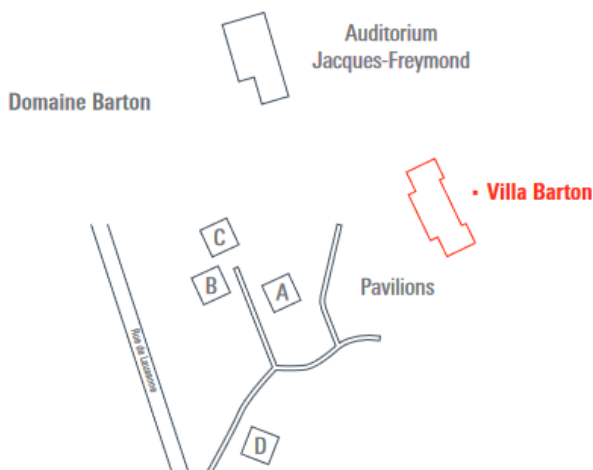 Auditorium
Jacques-Freymond
Domaine Barton
Villa Barton
C
B
A
Pavilions
Rue de Lausanne
D